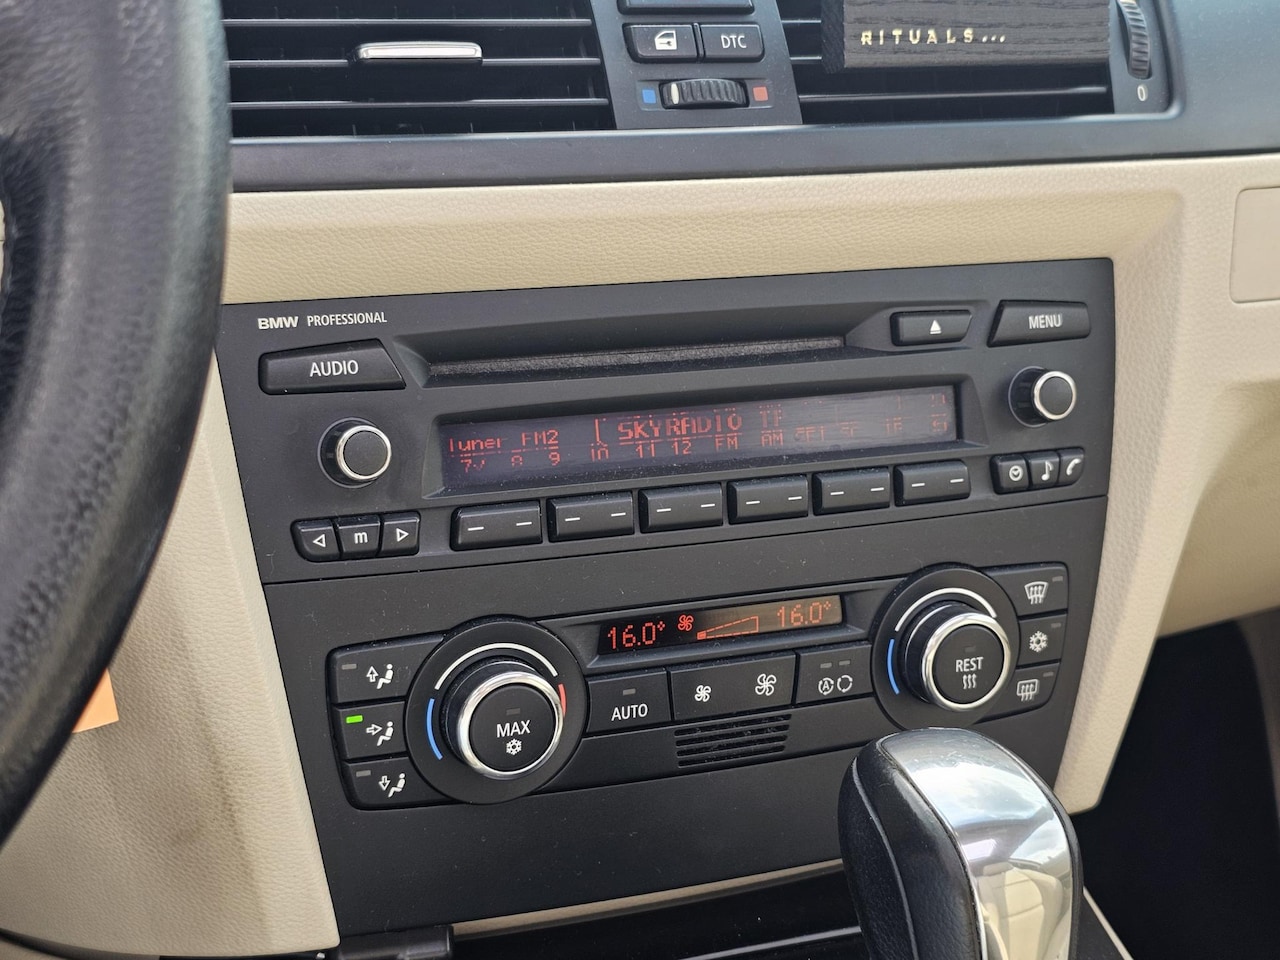 DTC
RITUALS...
0
BMW PROFESSIONAL
MENU
AUDIO
Tuner FM2 [ SKYRADIO TP
9 10 11 12 FM AM
m
16.0° 16.0°
MAX
AUTO
A
REST